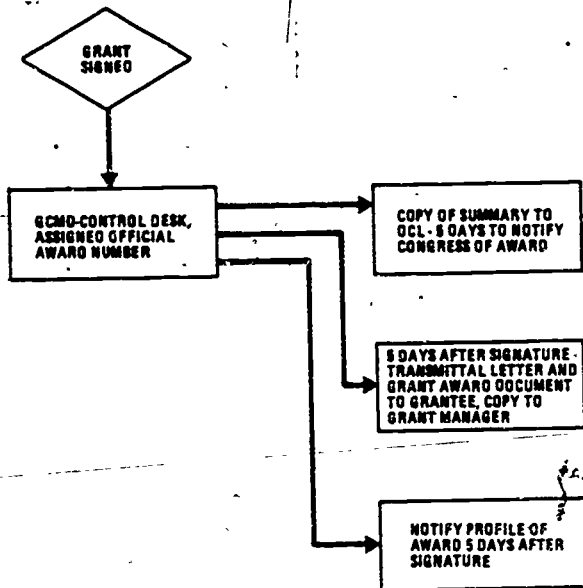 GRANT
SIGNED
GCMD-CONTROL DESK,
ASSIGNED OFFICIAL
AWARD NUMBER
COPY OF SUMMARY TO
OCL - 5 DAYS TO NOTIFY
CONGRESS OF AWARD
5 DAYS AFTER SIGNATURE -
TRANSMITTAL LETTER AND
GRANT AWARD DOCUMENT
TO GRANTEE, COPY TO
GRANT MANAGER
NOTIFY PROFILE OF
AWARD 5 DAYS AFTER
SIGNATURE